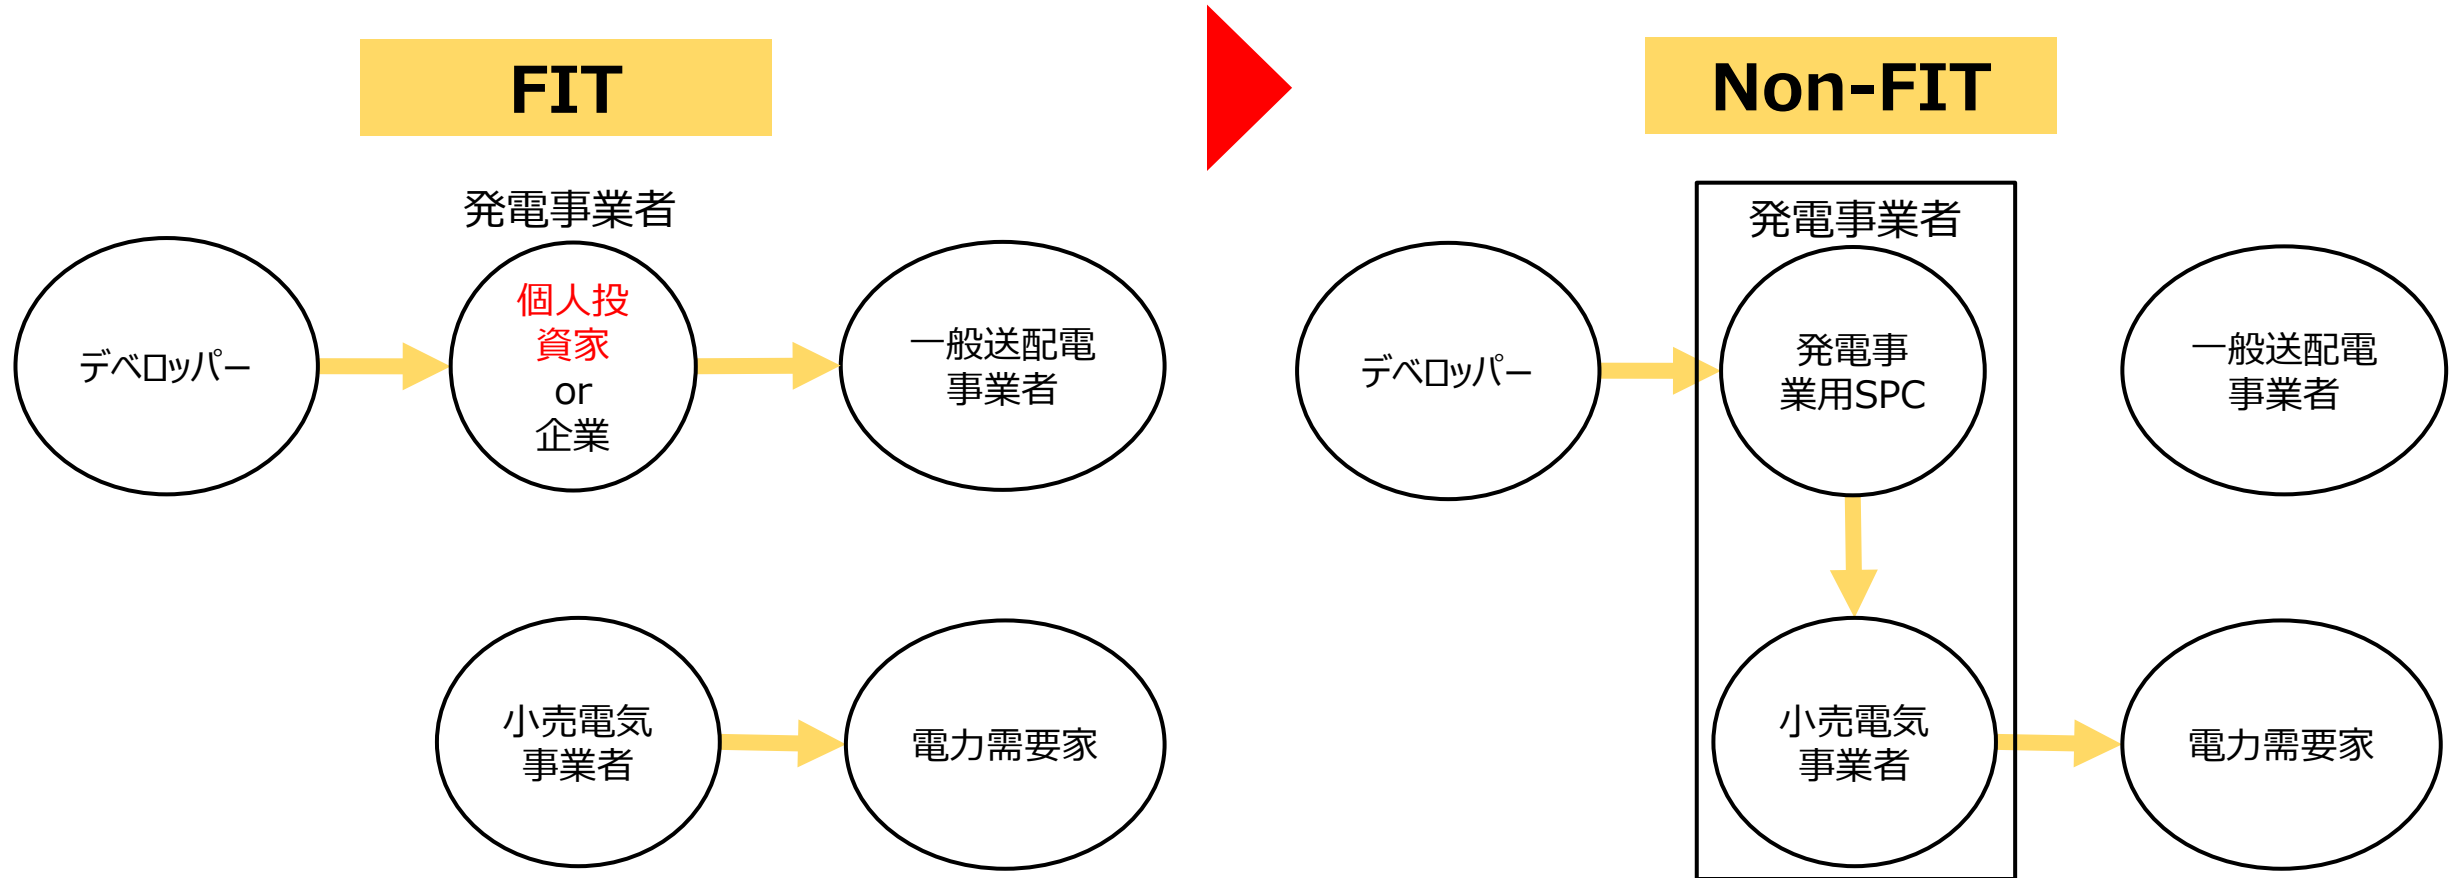 FIT
発電事業者
デベロッパー
個人投
資家
or
企業
一般送配電
事業者
小売電気
事業者
電力需要家
Non-FIT
発電事業者
デベロッパー
発電事
業用SPC
一般送配電
事業者
小売電気
事業者
電力需要家